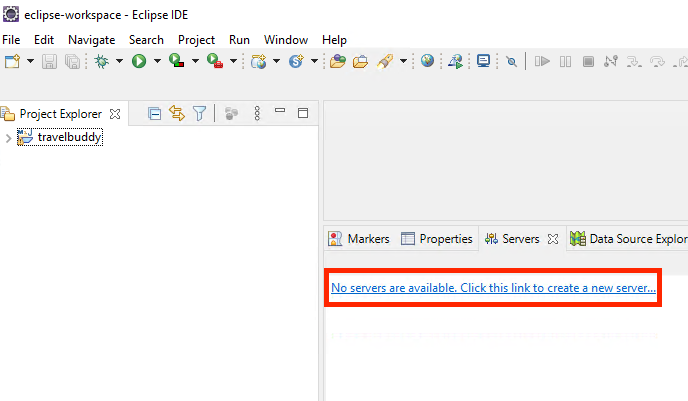 eclipse-workspace - Eclipse IDE
File Edit Navigate Search Project Run Window Help
Project Explorer
travelbuddy
Markers Properties Servers Data Source Explor
No servers are available. Click this link to create a new server...